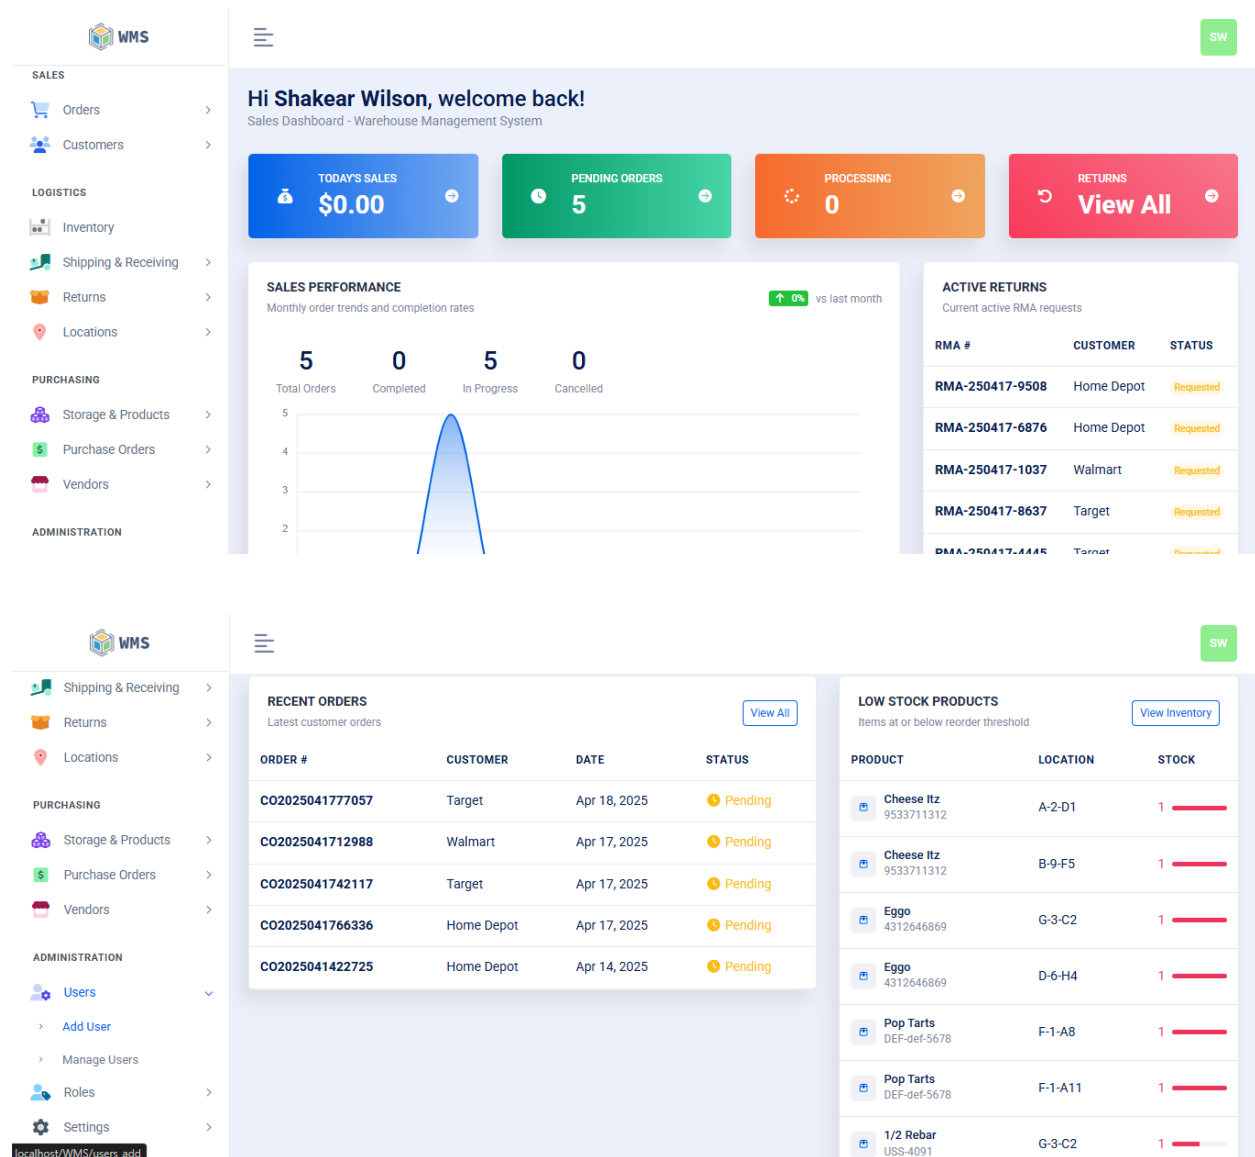 WMS
SW
SALES
Orders
Customers
LOGISTICS
Inventory
Shipping & Receiving
Returns
Locations
PURCHASING
Storage & Products
Purchase Orders
Vendors
ADMINISTRATION
Hi Shakear Wilson, welcome back!
Sales Dashboard - Warehouse Management System
TODAY'S SALES
$0.00
PENDING ORDERS
5
PROCESSING
0
RETURNS
View All
SALES PERFORMANCE
Monthly order trends and completion rates
0% vs last month
5 0 5 0
Total Orders Completed In Progress Cancelled
5
4
3
2
ACTIVE RETURNS
Current active RMA requests
RMA # CUSTOMER STATUS
RMA-250417-9508 Home Depot Requested
RMA-250417-6876 Home Depot Requested
RMA-250417-1037 Walmart Requested
RMA-250417-8637 Target Requested
RMA-250417-4445 Target Requested
WMS
SW
Shipping & Receiving
Returns
Locations
PURCHASING
Storage & Products
Purchase Orders
Vendors
ADMINISTRATION
Users
Add User
Manage Users
Roles
Settings
localhost/WMS/users_add
RECENT ORDERS
Latest customer orders
View All
ORDER # CUSTOMER DATE STATUS
CO2025041777057 Target Apr 18, 2025 Pending
CO2025041712988 Walmart Apr 17, 2025 Pending
CO2025041742117 Target Apr 17, 2025 Pending
CO2025041766336 Home Depot Apr 17, 2025 Pending
CO2025041422725 Home Depot Apr 14, 2025 Pending
LOW STOCK PRODUCTS
Items at or below reorder threshold
View Inventory
PRODUCT LOCATION STOCK
Cheese Itz
9533711312
A-2-D1 1
Cheese Itz
9533711312
B-9-F5 1
Eggo
4312646869
G-3-C2 1
Eggo
4312646869
D-6-H4 1
Pop Tarts
DEF-def-5678
F-1-A8 1
Pop Tarts
DEF-def-5678
F-1-A11 1
1/2 Rebar
USS-4091
G-3-C2 1